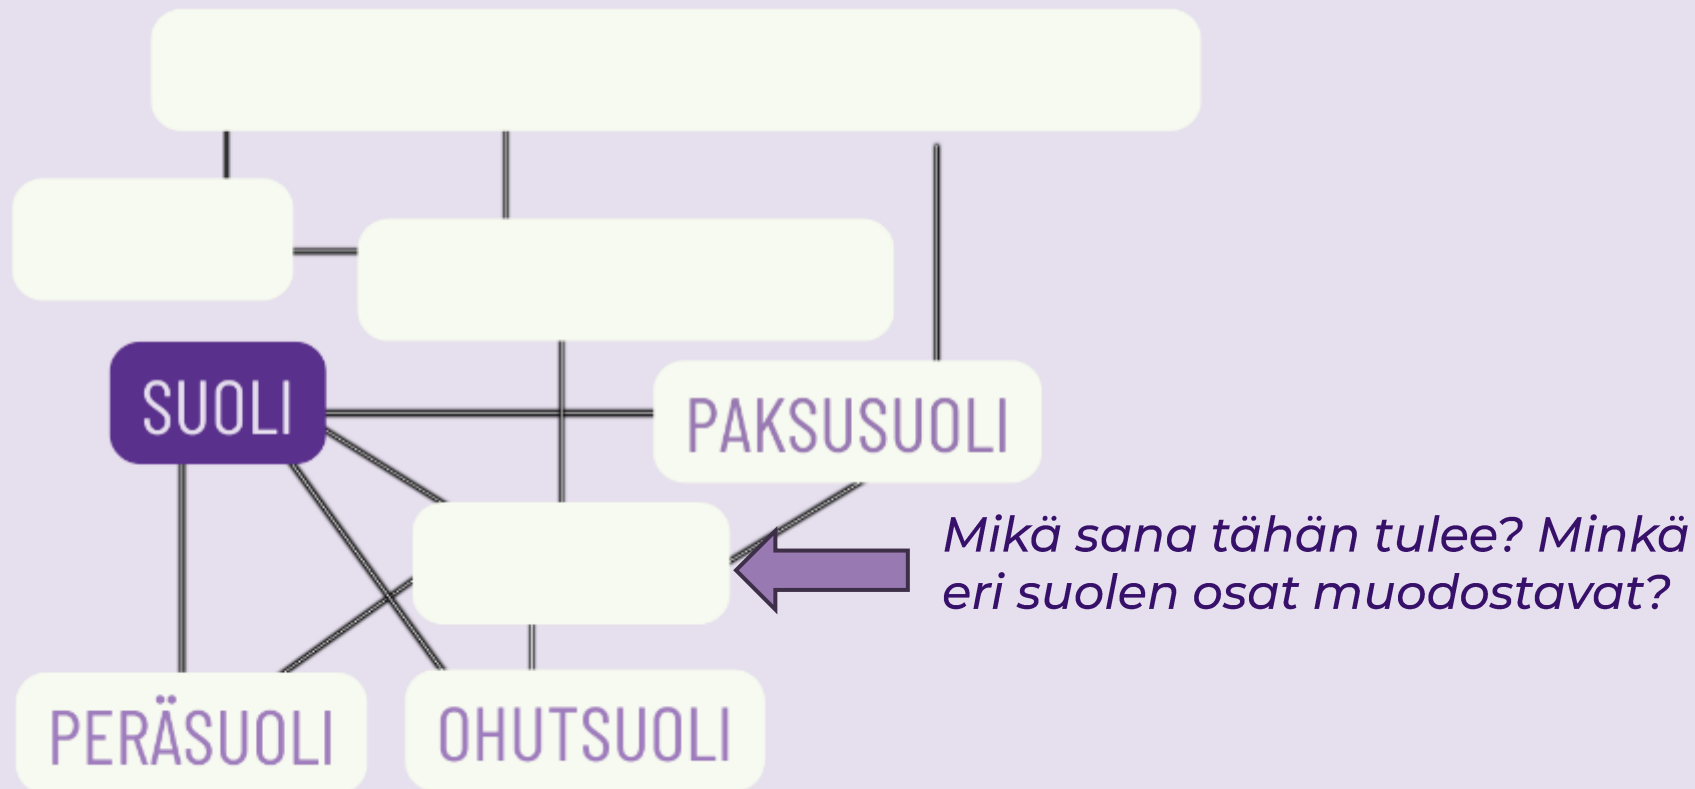 SUOLI
PAKSUSUOLI
Mikä sana tähän tulee? Minkä
eri suolen osat muodostavat?
PERÄSUOLI
OHUTSUOLI